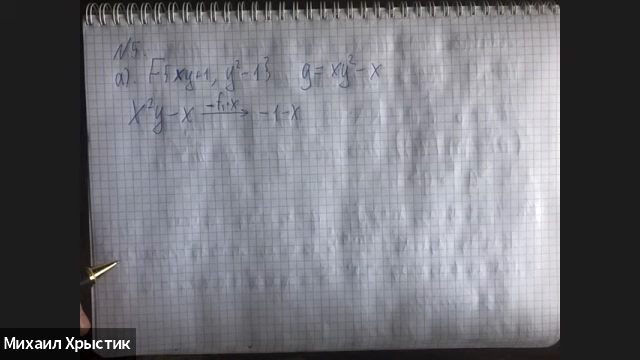 №5.
а). F={xy+1, y²-1} g=xy²-x
x²y-x -f₁·x → -1-x
Михаил Хрыстик